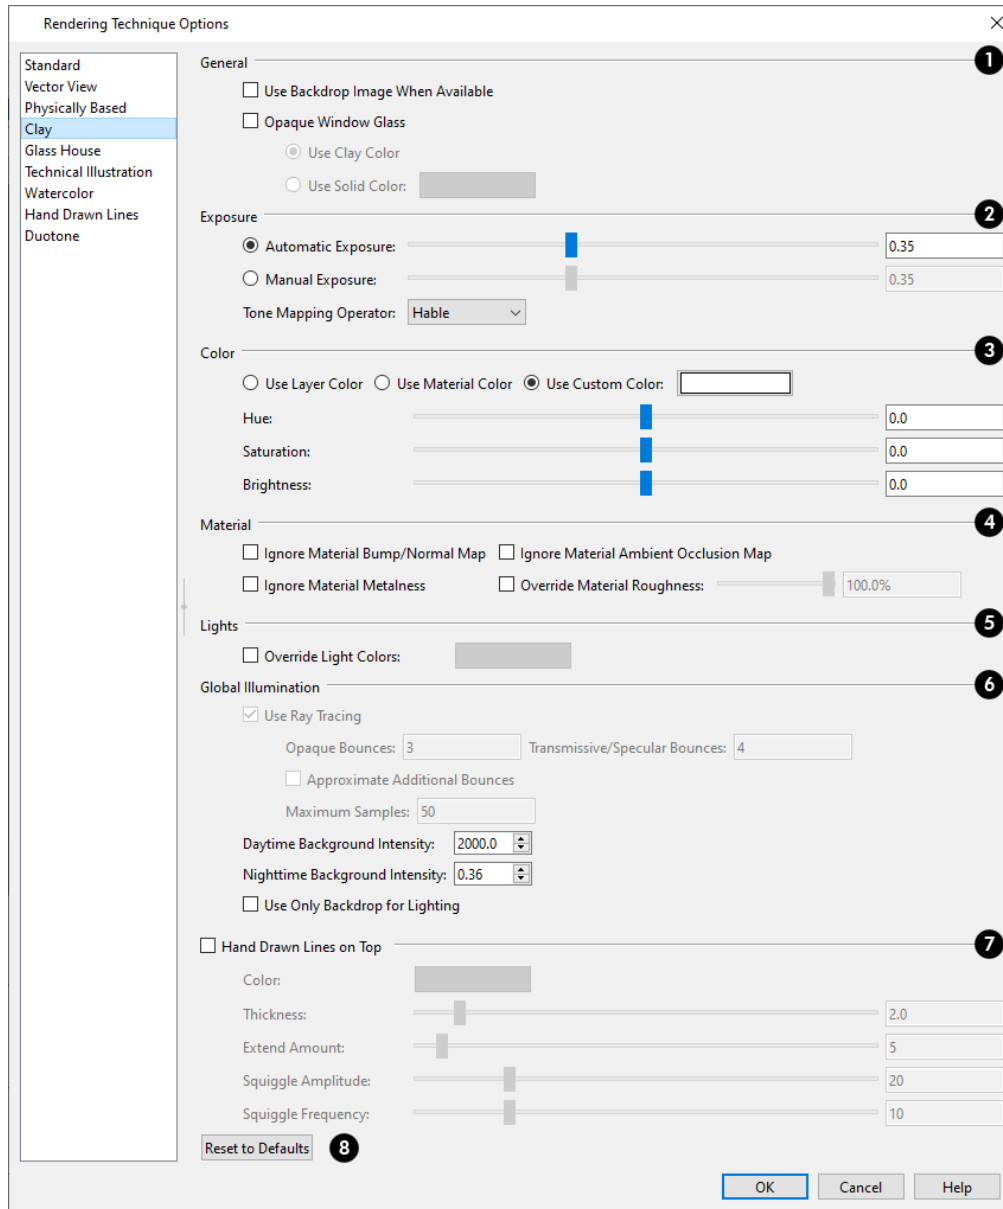 Rendering Technique Options
Standard
Vector View
Physically Based
Clay
Glass House
Technical Illustration
Watercolor
Hand Drawn Lines
Duotone
General 1
Use Backdrop Image When Available
Opaque Window Glass
Use Clay Color
Use Solid Color:
Exposure 2
Automatic Exposure: 0.35
Manual Exposure: 0.35
Tone Mapping Operator: Hable
Color 3
Use Layer Color Use Material Color Use Custom Color:
Hue: 0.0
Saturation: 0.0
Brightness: 0.0
Material 4
Ignore Material Bump/Normal Map Ignore Material Ambient Occlusion Map
Ignore Material Metalness Override Material Roughness: 100.0%
Lights 5
Override Light Colors:
Global Illumination 6
Use Ray Tracing
Opaque Bounces: 3 Transmissive/Specular Bounces: 4
Approximate Additional Bounces
Maximum Samples: 50
Daytime Background Intensity: 2000.0
Nighttime Background Intensity: 0.36
Use Only Backdrop for Lighting
Hand Drawn Lines on Top 7
Color:
Thickness: 2.0
Extend Amount: 5
Squiggle Amplitude: 20
Squiggle Frequency: 10
Reset to Defaults 8
OK Cancel Help